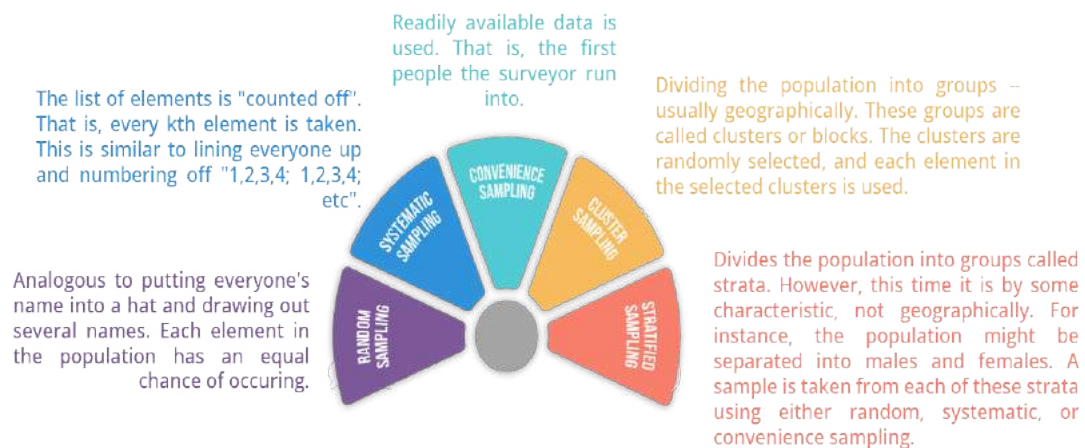 Readily available data is
used. That is, the first
people the surveyor run
into.
The list of elements is "counted off".
That is, every kth element is taken.
This is similar to lining everyone up
and numbering off "1,2,3,4; 1,2,3,4;
etc".
Dividing the population into groups –
usually geographically. These groups are
called clusters or blocks. The clusters are
randomly selected, and each element in
the selected clusters is used.
Analogous to putting everyone's
name into a hat and drawing out
several names. Each element in
the population has an equal
chance of occuring.
RANDOM
SAMPLING
SYSTEMATIC
SAMPLING
CONVENIENCE
SAMPLING
CLUSTER
SAMPLING
STRATIFIED
SAMPLING
Divides the population into groups called
strata. However, this time it is by some
characteristic, not geographically. For
instance, the population might be
separated into males and females. A
sample is taken from each of these strata
using either random, systematic, or
convenience sampling.